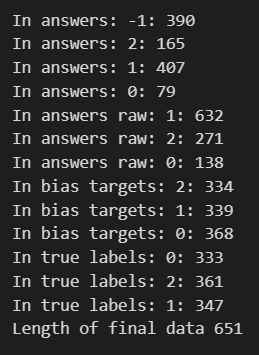 In answers: -1: 390
In answers: 2: 165
In answers: 1: 407
In answers: 0: 79
In answers raw: 1: 632
In answers raw: 2: 271
In answers raw: 0: 138
In bias targets: 2: 334
In bias targets: 1: 339
In bias targets: 0: 368
In true labels: 0: 333
In true labels: 2: 361
In true labels: 1: 347
Length of final data 651